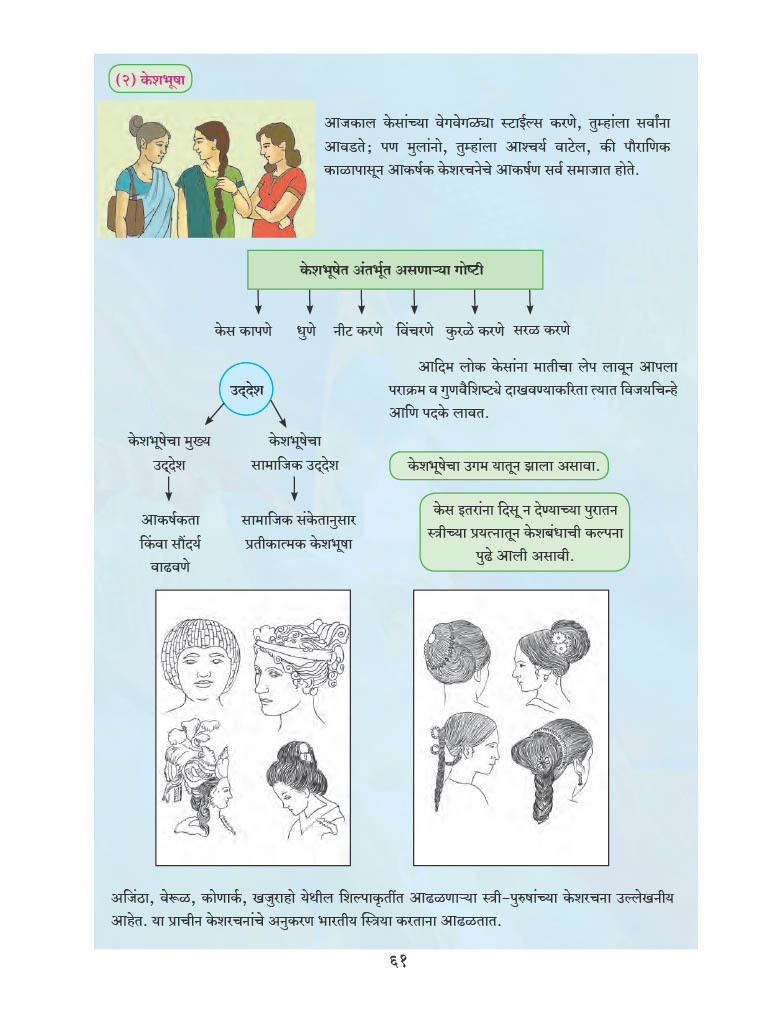 (२) केशभूषा
आजकाल केसांच्या वेगवेगळ्या स्टाईल्स करणे, तुम्हांला सर्वांना
आवडते; पण मुलांनो, तुम्हांला आश्चर्य वाटेल, की पौराणिक
काळापासून आकर्षक केशरचनेचे आकर्षण सर्व समाजात होते.
केशभूषेत अंतर्भूत असणाऱ्या गोष्टी
केस कापणे धुणे नीट करणे विंचरणे कुरळे करणे सरळ करणे
आदिम लोक केसांना मातीचा लेप लावून आपला
पराक्रम व गुणवैशिष्ट्ये दाखवण्याकरिता त्यात विजयचिन्हे
आणि पदके लावत.
उद्देश
केशभूषेचा मुख्य
उद्देश
केशभूषेचा
सामाजिक उद्देश
आकर्षकता
किंवा सौंदर्य
वाढवणे
सामाजिक संकेतानुसार
प्रतीकात्मक केशभूषा
केशभूषेचा उगम यातून झाला असावा.
केस इतरांना दिसू न देण्याच्या पुरातन
स्त्रीच्या प्रयत्नातून केशबंधाची कल्पना
पुढे आली असावी.
अजिंठा, वेरूळ, कोणार्क, खजुराहो येथील शिल्पाकृतींत आढळणाऱ्या स्त्री-पुरुषांच्या केशरचना उल्लेखनीय
आहेत. या प्राचीन केशरचनांचे अनुकरण भारतीय स्त्रिया करताना आढळतात.
६१